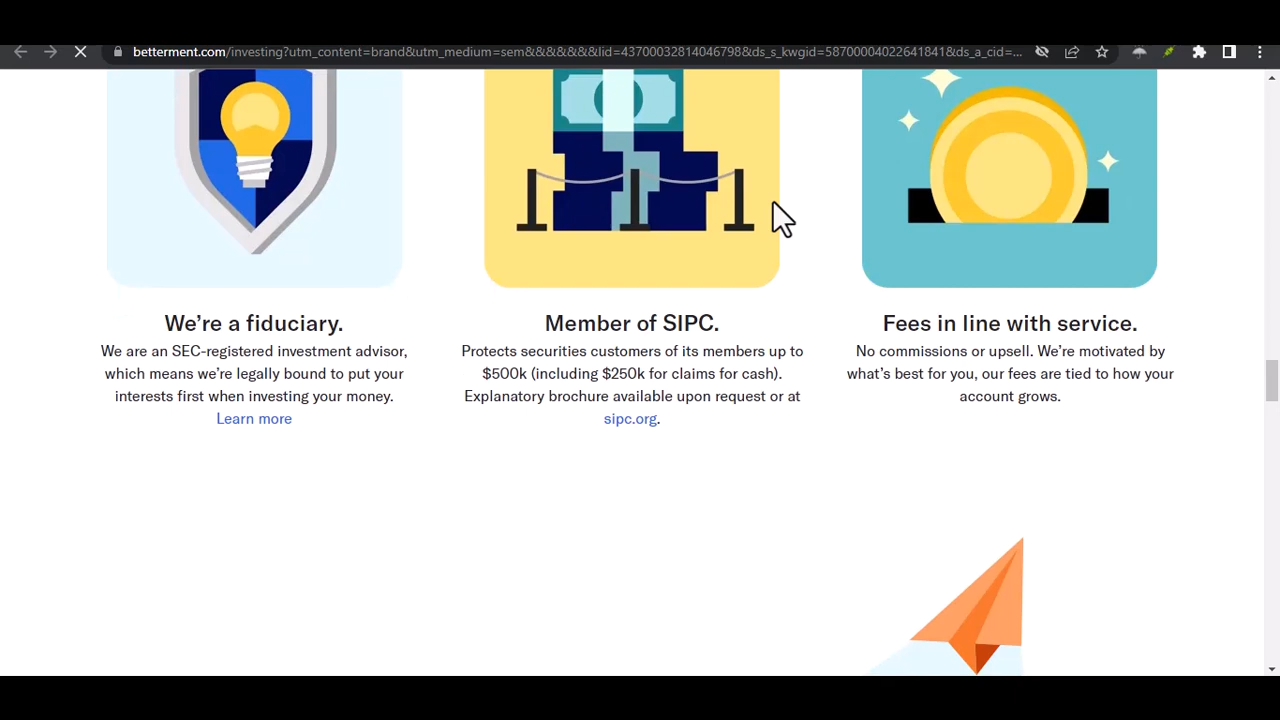 betterment.com/investing?utm_content=brand&utm_medium=sem&&&&&&&lid=43700032814046798&ds_s_kwgid=58700004022641841&ds_a_cid=...
We’re a fiduciary.
We are an SEC-registered investment advisor,
which means we’re legally bound to put your
interests first when investing your money.
Learn more
Member of SIPC.
Protects securities customers of its members up to
$500k (including $250k for claims for cash).
Explanatory brochure available upon request or at
sipc.org.
Fees in line with service.
No commissions or upsell. We’re motivated by
what’s best for you, our fees are tied to how your
account grows.